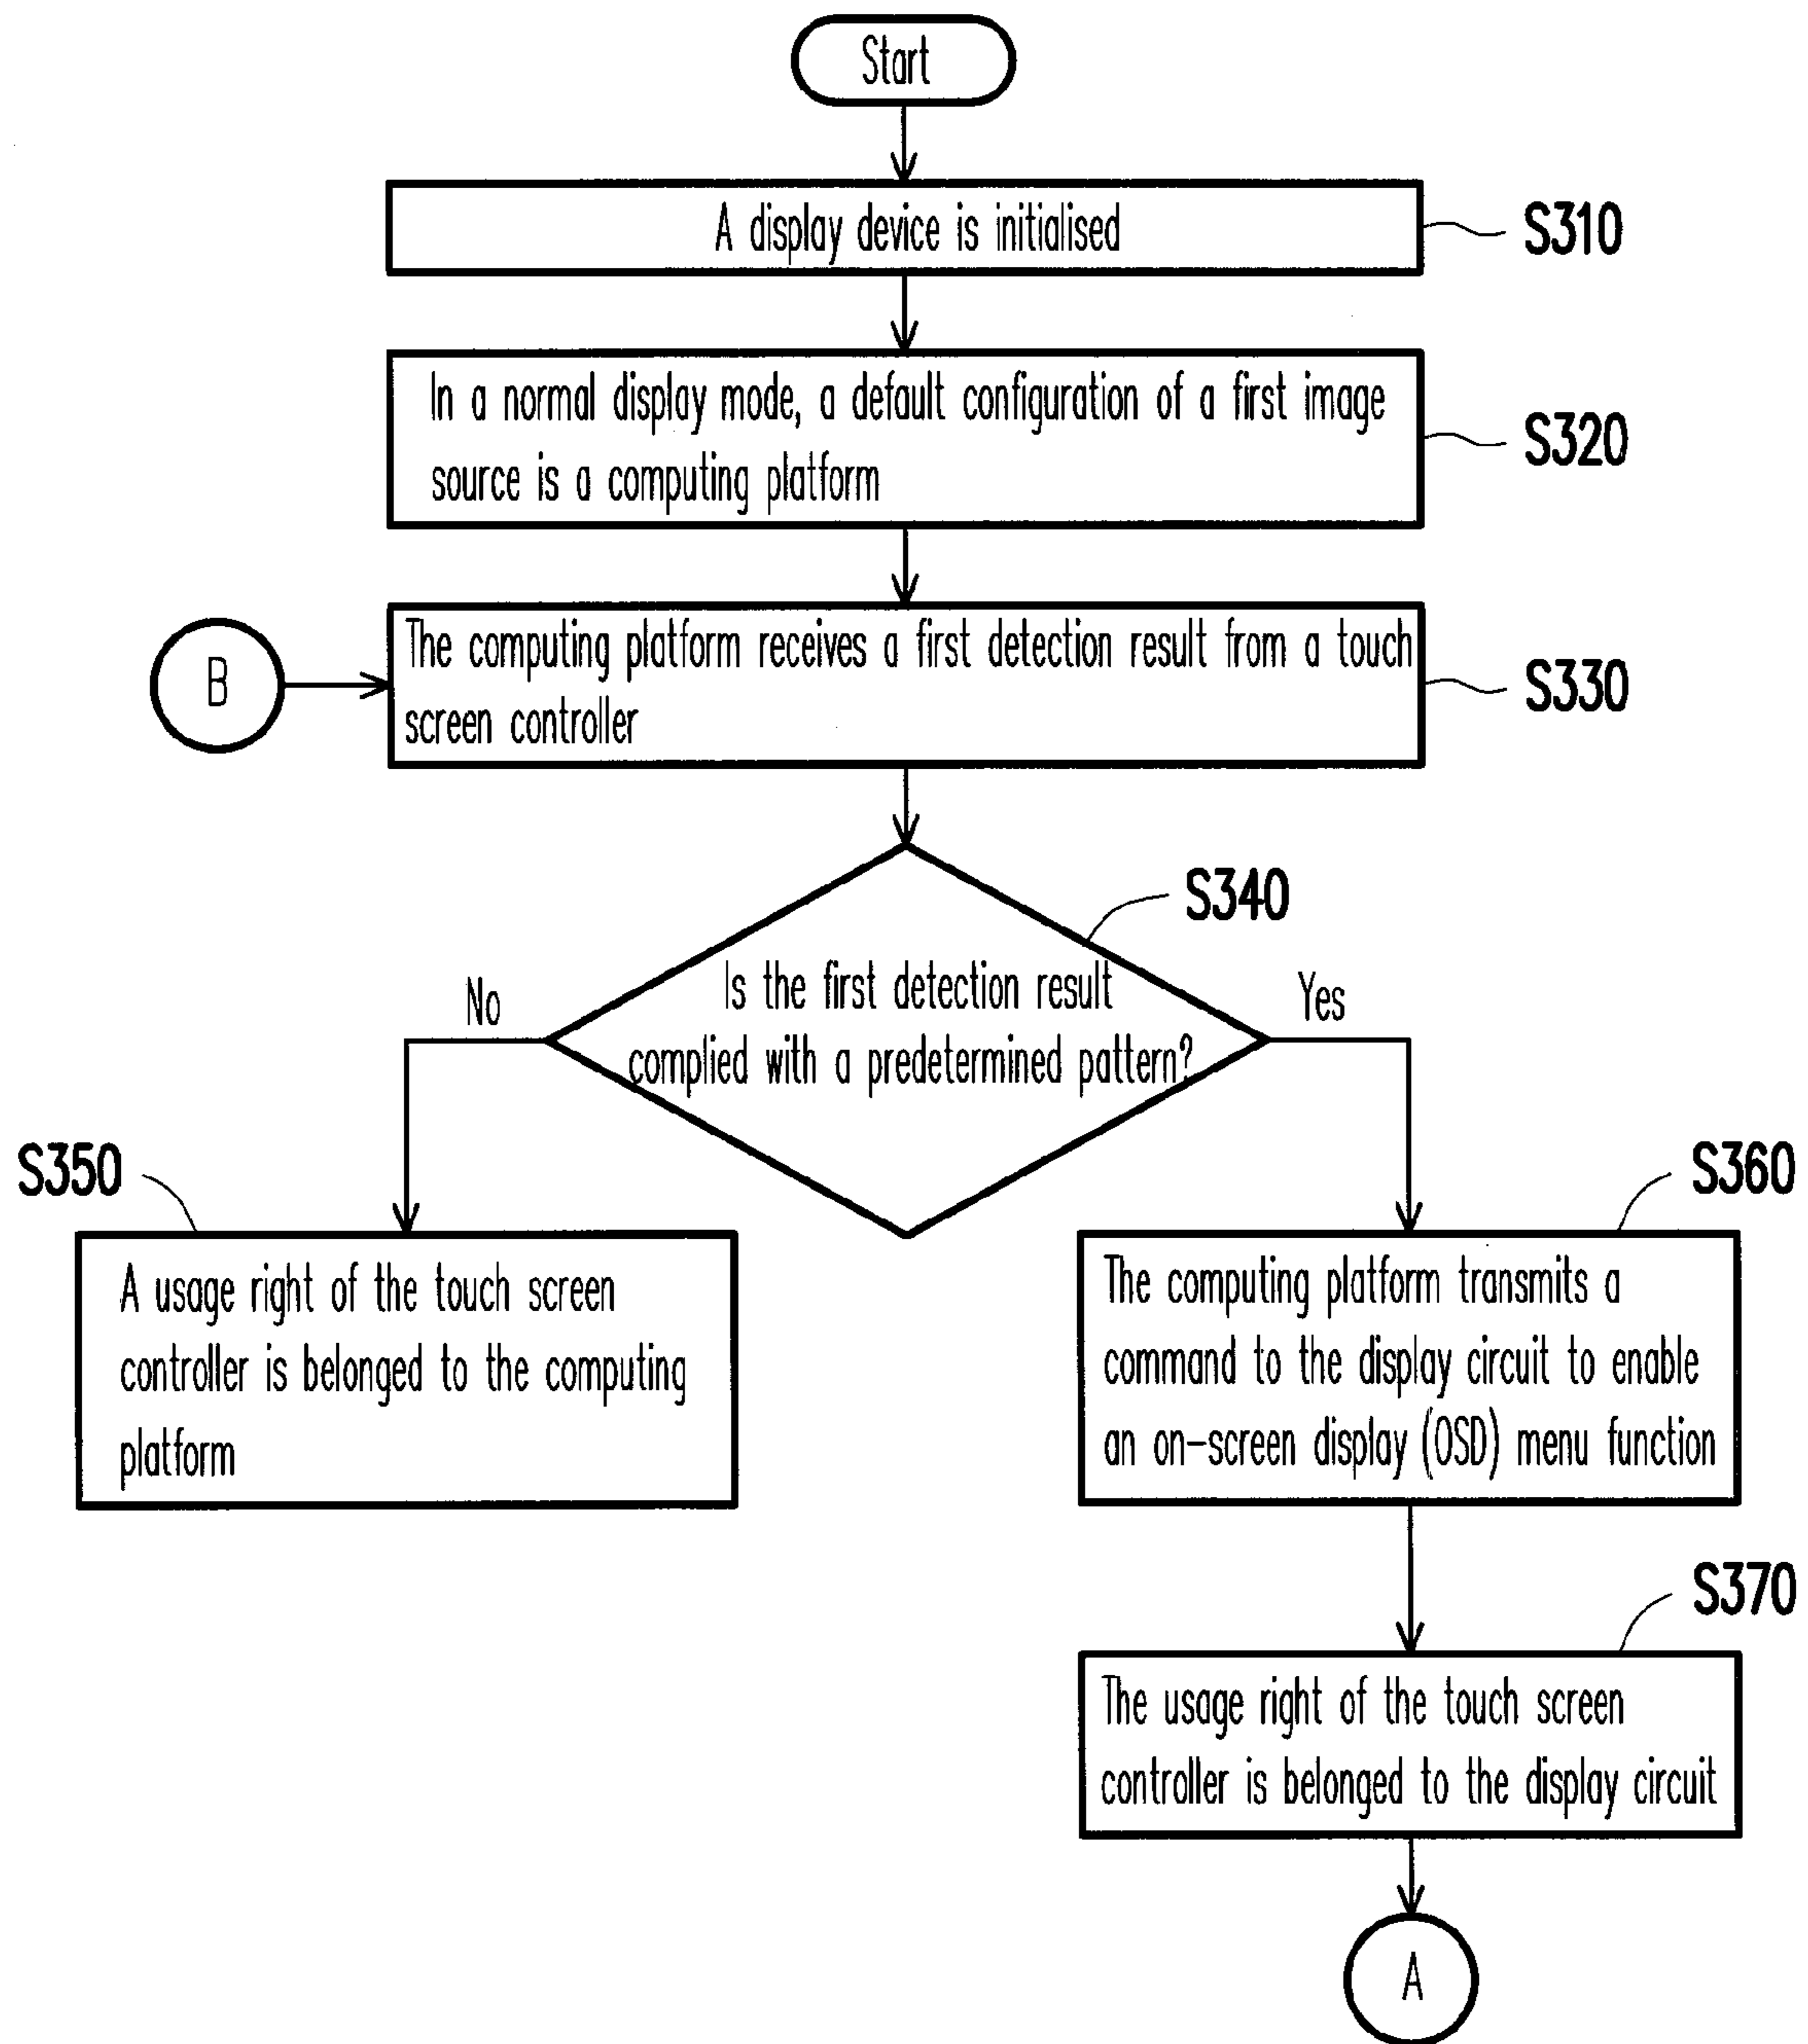 Start
A display device is initialised
S310
In a normal display mode, a default configuration of a first image
source is a computing platform
S320
B
The computing platform receives a first detection result from a touch
screen controller
S330
S340
Is the first detection result
complied with a predetermined pattern?
No
Yes
S350
A usage right of the touch screen
controller is belonged to the computing
platform
S360
The computing platform transmits a
command to the display circuit to enable
an on-screen display (OSD) menu function
S370
The usage right of the touch screen
controller is belonged to the display circuit
A